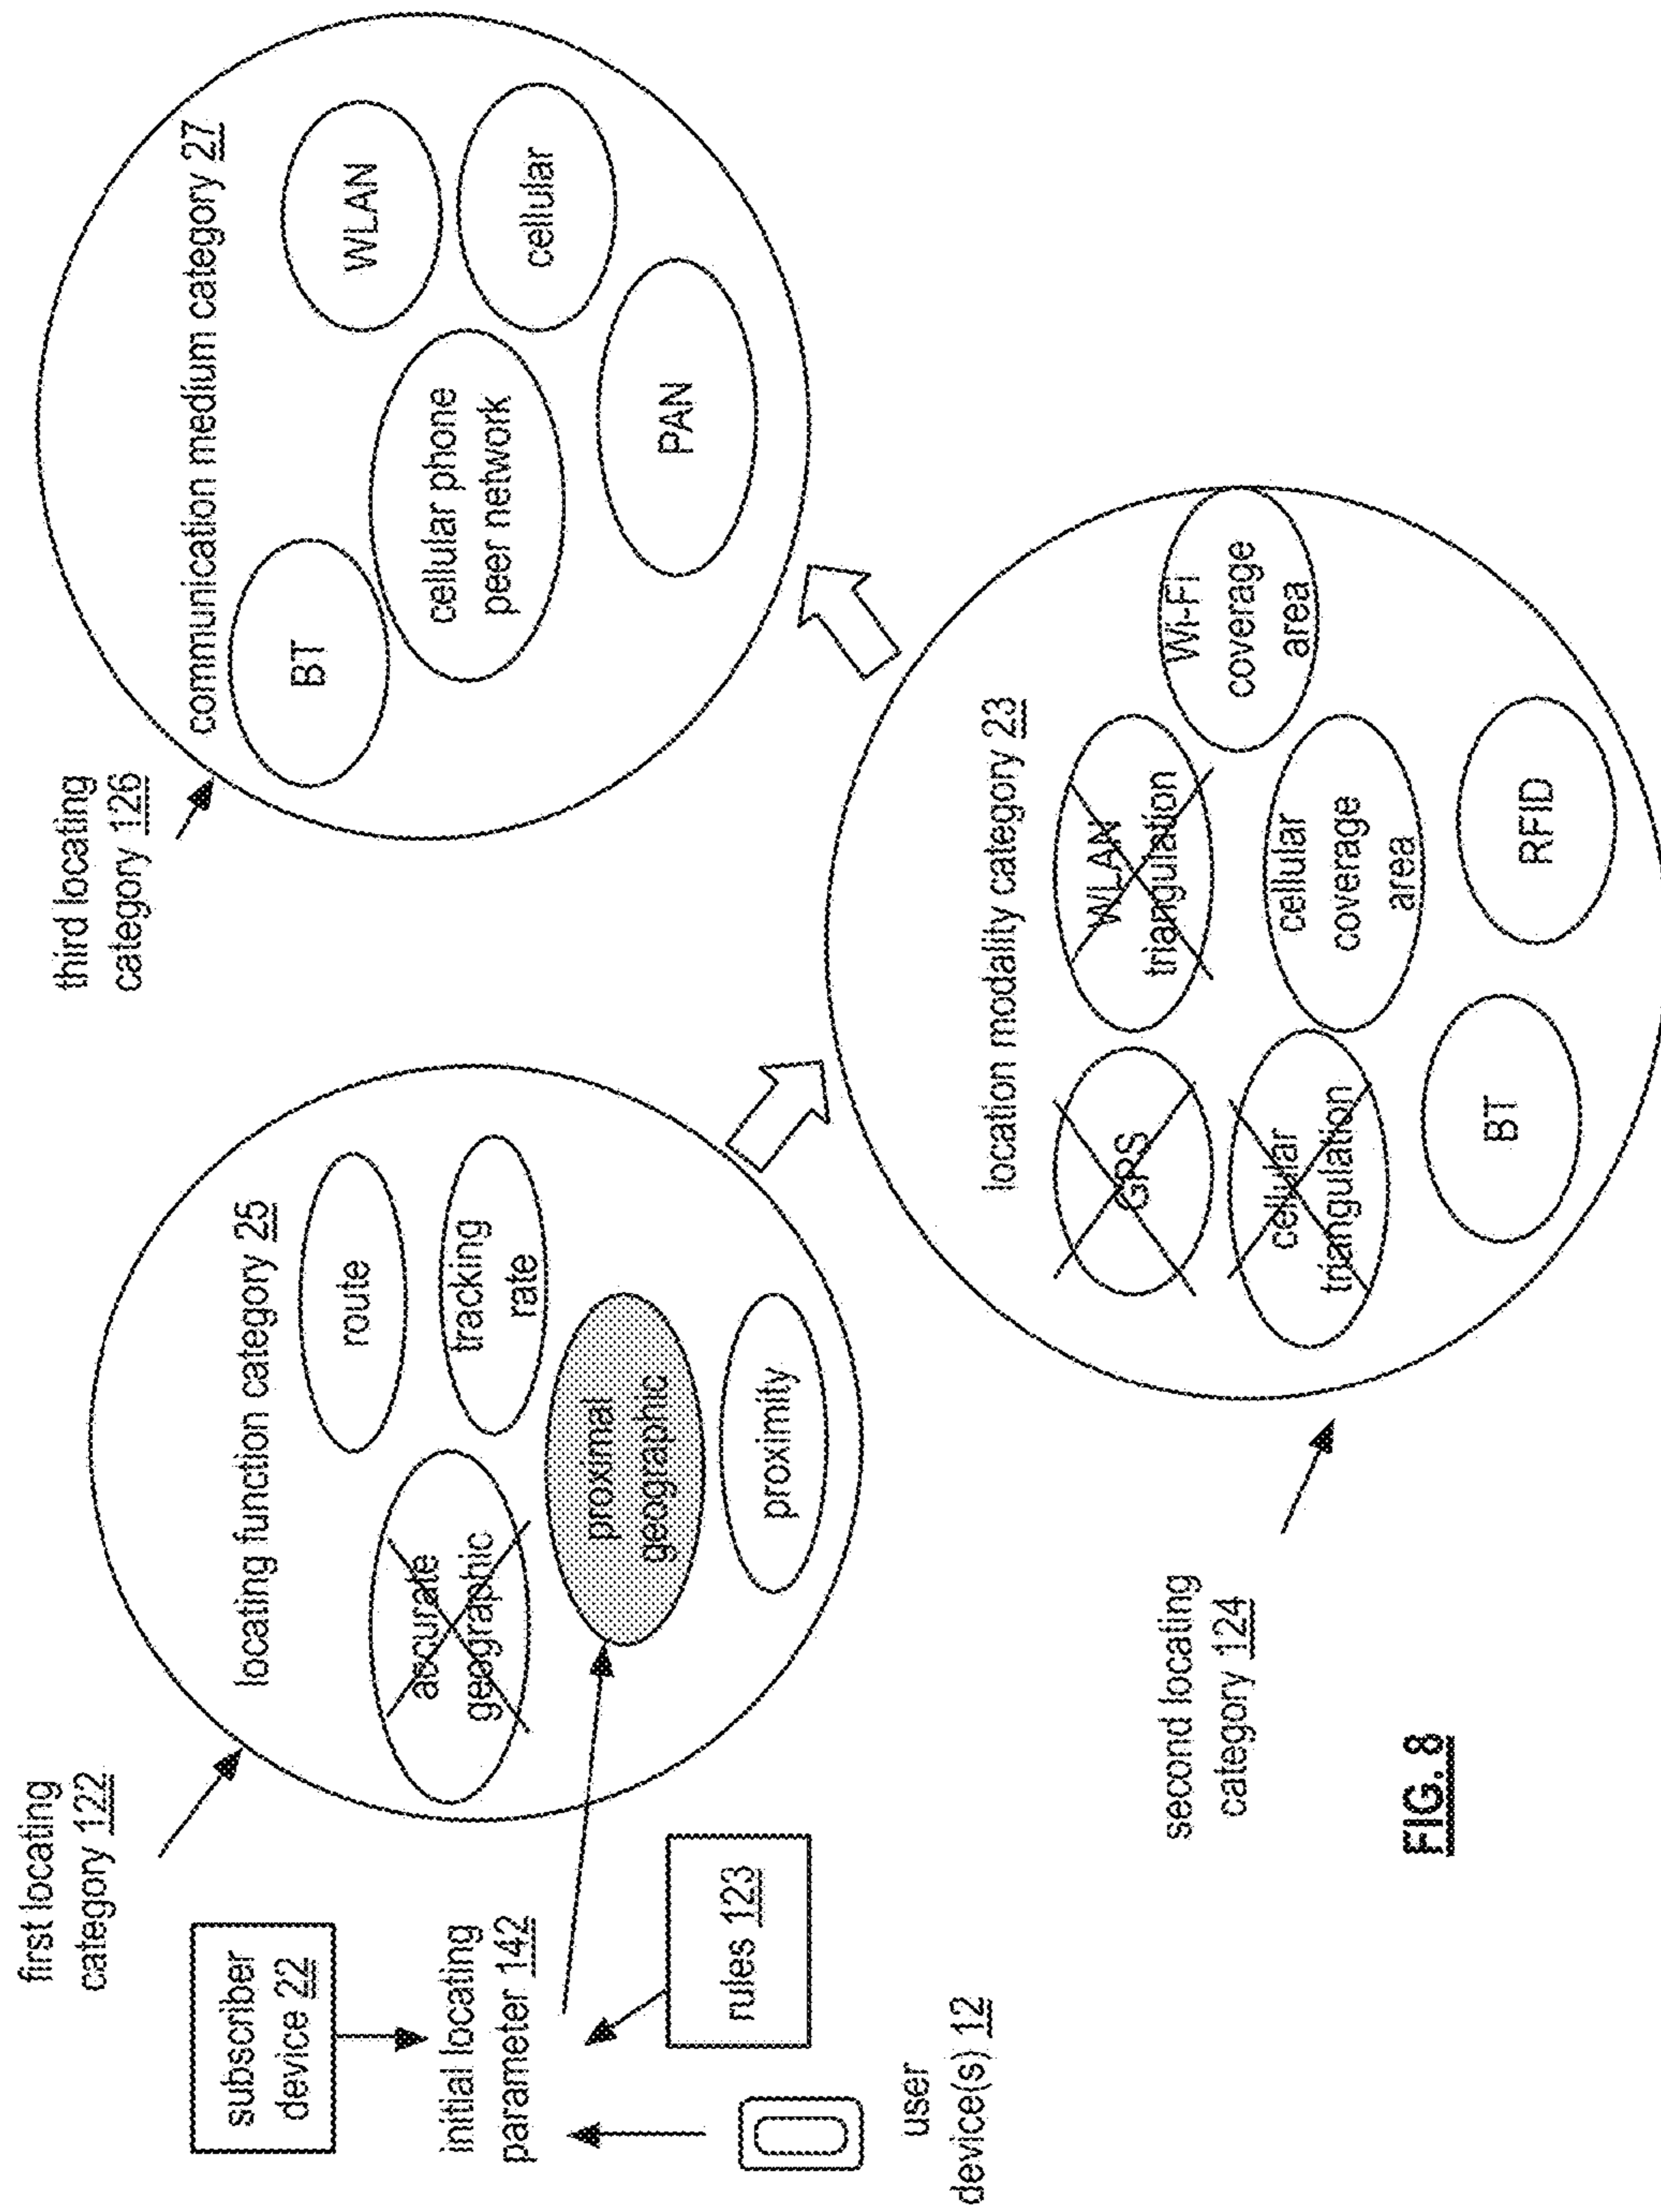 first locating
category 122
subscriber
device 22
initial locating
parameter 142
rules 123
user
device(s) 12
locating function category 25
accurate
geographic
route
tracking
rate
proximal
geographic
proximity
third locating
category 126
communication medium category 27
BT
WLAN
cellular phone
peer network
cellular
PAN
second locating
category 124
location modality category 23
GPS
WLAN
triangulation
Wi-Fi
coverage
area
cellular
triangulation
cellular
coverage
area
BT
RFID
FIG. 8